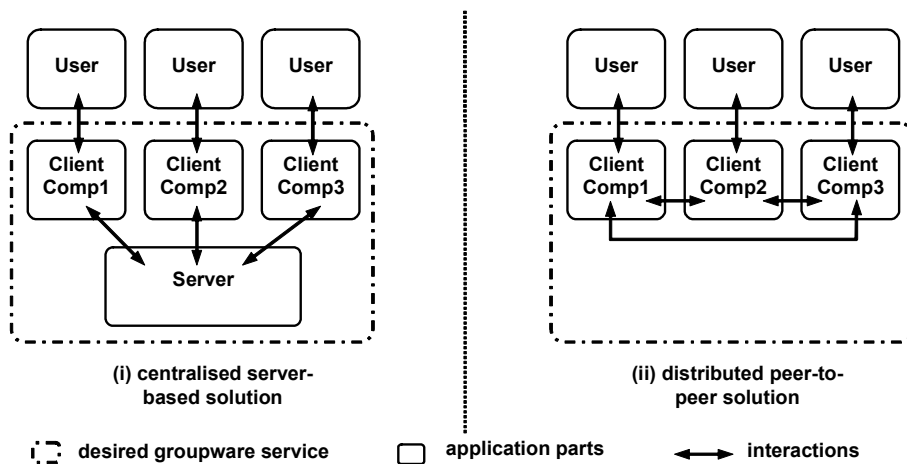 User
User
User
Client
Comp1
Client
Comp2
Client
Comp3
Server
(i) centralised server-
based solution
User
User
User
Client
Comp1
Client
Comp2
Client
Comp3
(ii) distributed peer-to-
peer solution
desired groupware service
application parts
interactions